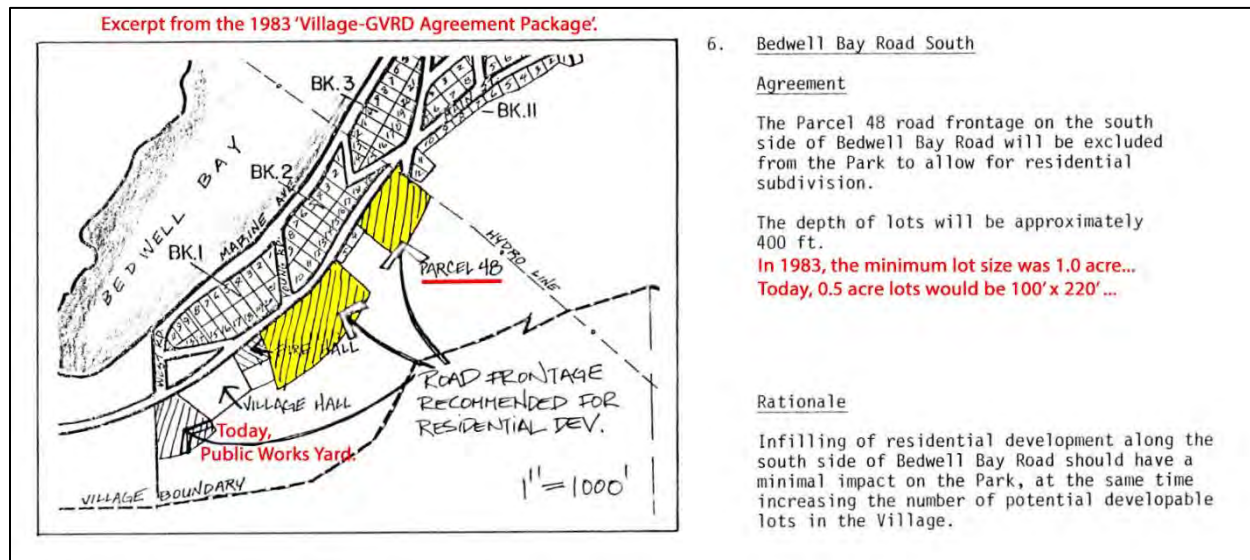 Excerpt from the 1983 'Village-GVRD Agreement Package'.
BK.3
BK.11
BEDWELL BAY
BK.2
MARINE AVE
HYDRO LINE
BK.1
PARCEL 48
WEST RD.
FIRE HALL
VILLAGE HALL
ROAD FRONTAGE
RECOMMENDED FOR
RESIDENTIAL DEV.
Today,
Public Works Yard.
VILLAGE BOUNDARY
1"=1000'
6. Bedwell Bay Road South
Agreement
The Parcel 48 road frontage on the south
side of Bedwell Bay Road will be excluded
from the Park to allow for residential
subdivision.
The depth of lots will be approximately
400 ft.
In 1983, the minimum lot size was 1.0 acre...
Today, 0.5 acre lots would be 100' x 220' ...
Rationale
Infilling of residential development along the
south side of Bedwell Bay Road should have a
minimal impact on the Park, at the same time
increasing the number of potential developable
lots in the Village.